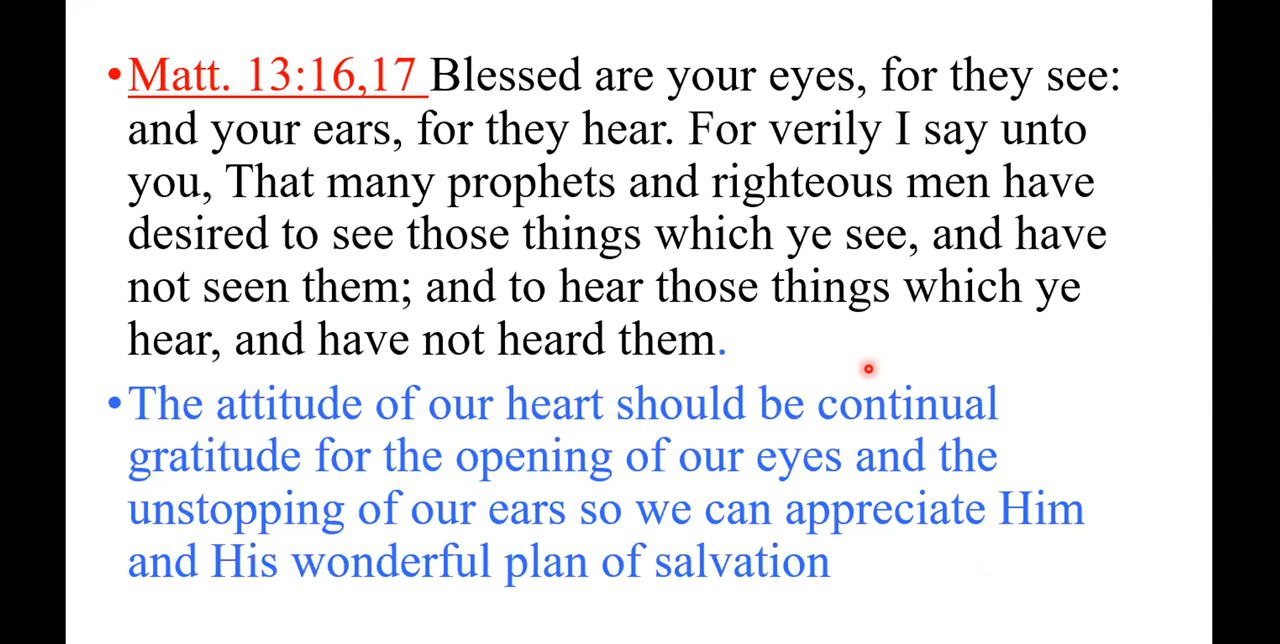 •Matt. 13:16,17 Blessed are your eyes, for they see:
and your ears, for they hear. For verily I say unto
you, That many prophets and righteous men have
desired to see those things which ye see, and have
not seen them; and to hear those things which ye
hear, and have not heard them.
•The attitude of our heart should be continual
gratitude for the opening of our eyes and the
unstopping of our ears so we can appreciate Him
and His wonderful plan of salvation